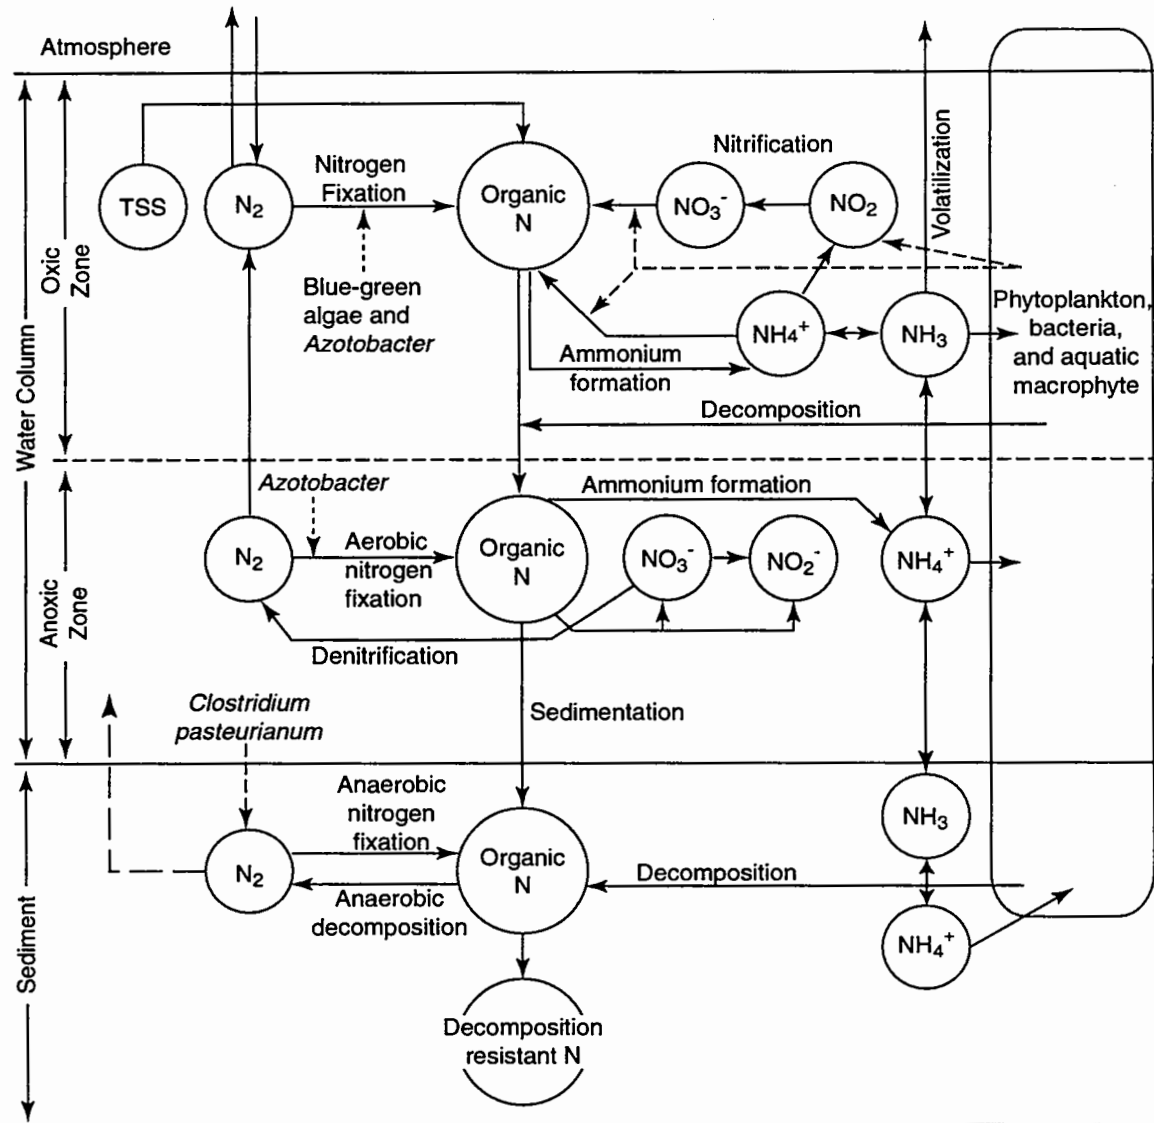 Atmosphere
Water Column
Oxic
Zone
TSS
N₂
Nitrogen
Fixation
Blue-green
algae and
Azotobacter
Organic
N
Nitrification
NO₃⁻
NO₂
Volatilization
NH₄⁺
NH₃
Ammonium
formation
Phytoplankton,
bacteria,
and aquatic
macrophyte
Decomposition
Anoxic
Zone
Azotobacter
N₂
Aerobic
nitrogen
fixation
Organic
N
Ammonium formation
NO₃⁻
NO₂⁻
NH₄⁺
Denitrification
Sedimentation
Clostridium
pasteurianum
Sediment
N₂
Anaerobic
nitrogen
fixation
Anaerobic
decomposition
Organic
N
Decomposition
NH₃
NH₄⁺
Decomposition
resistant N